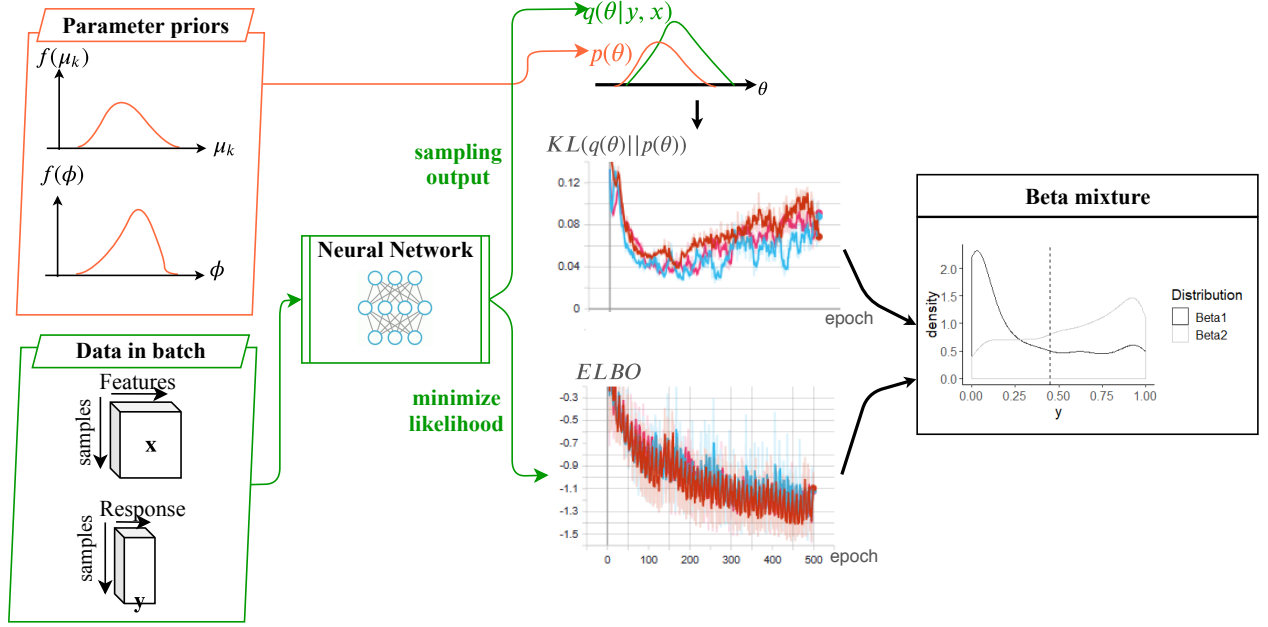 Parameter priors
f(μₖ)
μₖ
f(ϕ)
ϕ
Data in batch
Features
samples
x
Response
samples
y
Neural Network
sampling
output
minimize
likelihood
q(θ|y, x)
p(θ)
θ
KL(q(θ)||p(θ))
0.12
0.08
0.04
0
epoch
ELBO
-0.3
-0.5
-0.7
-0.9
-1.1
-1.3
-1.5
0 100 200 300 400 500
epoch
Beta mixture
density
2.0
1.5
1.0
0.5
0.0
0.00 0.25 0.50 0.75 1.00
y
Distribution
Beta1
Beta2